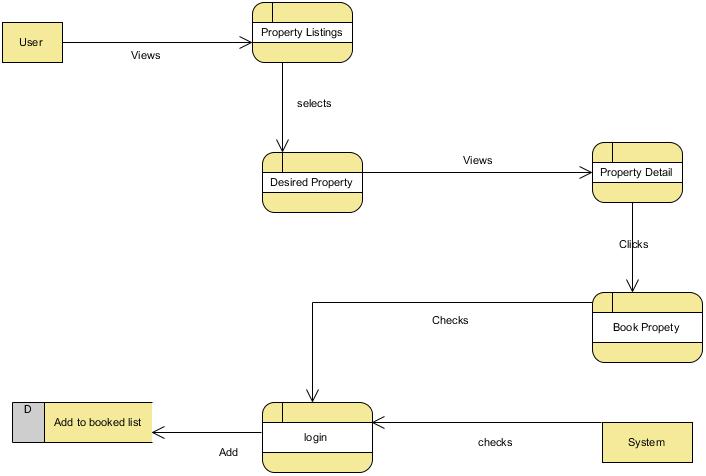 Property Listings
User
Views
selects
Views
Property Detail
Desired Property
Clicks
Checks
Book Propety
D
Add to booked list
login
checks
System
Add